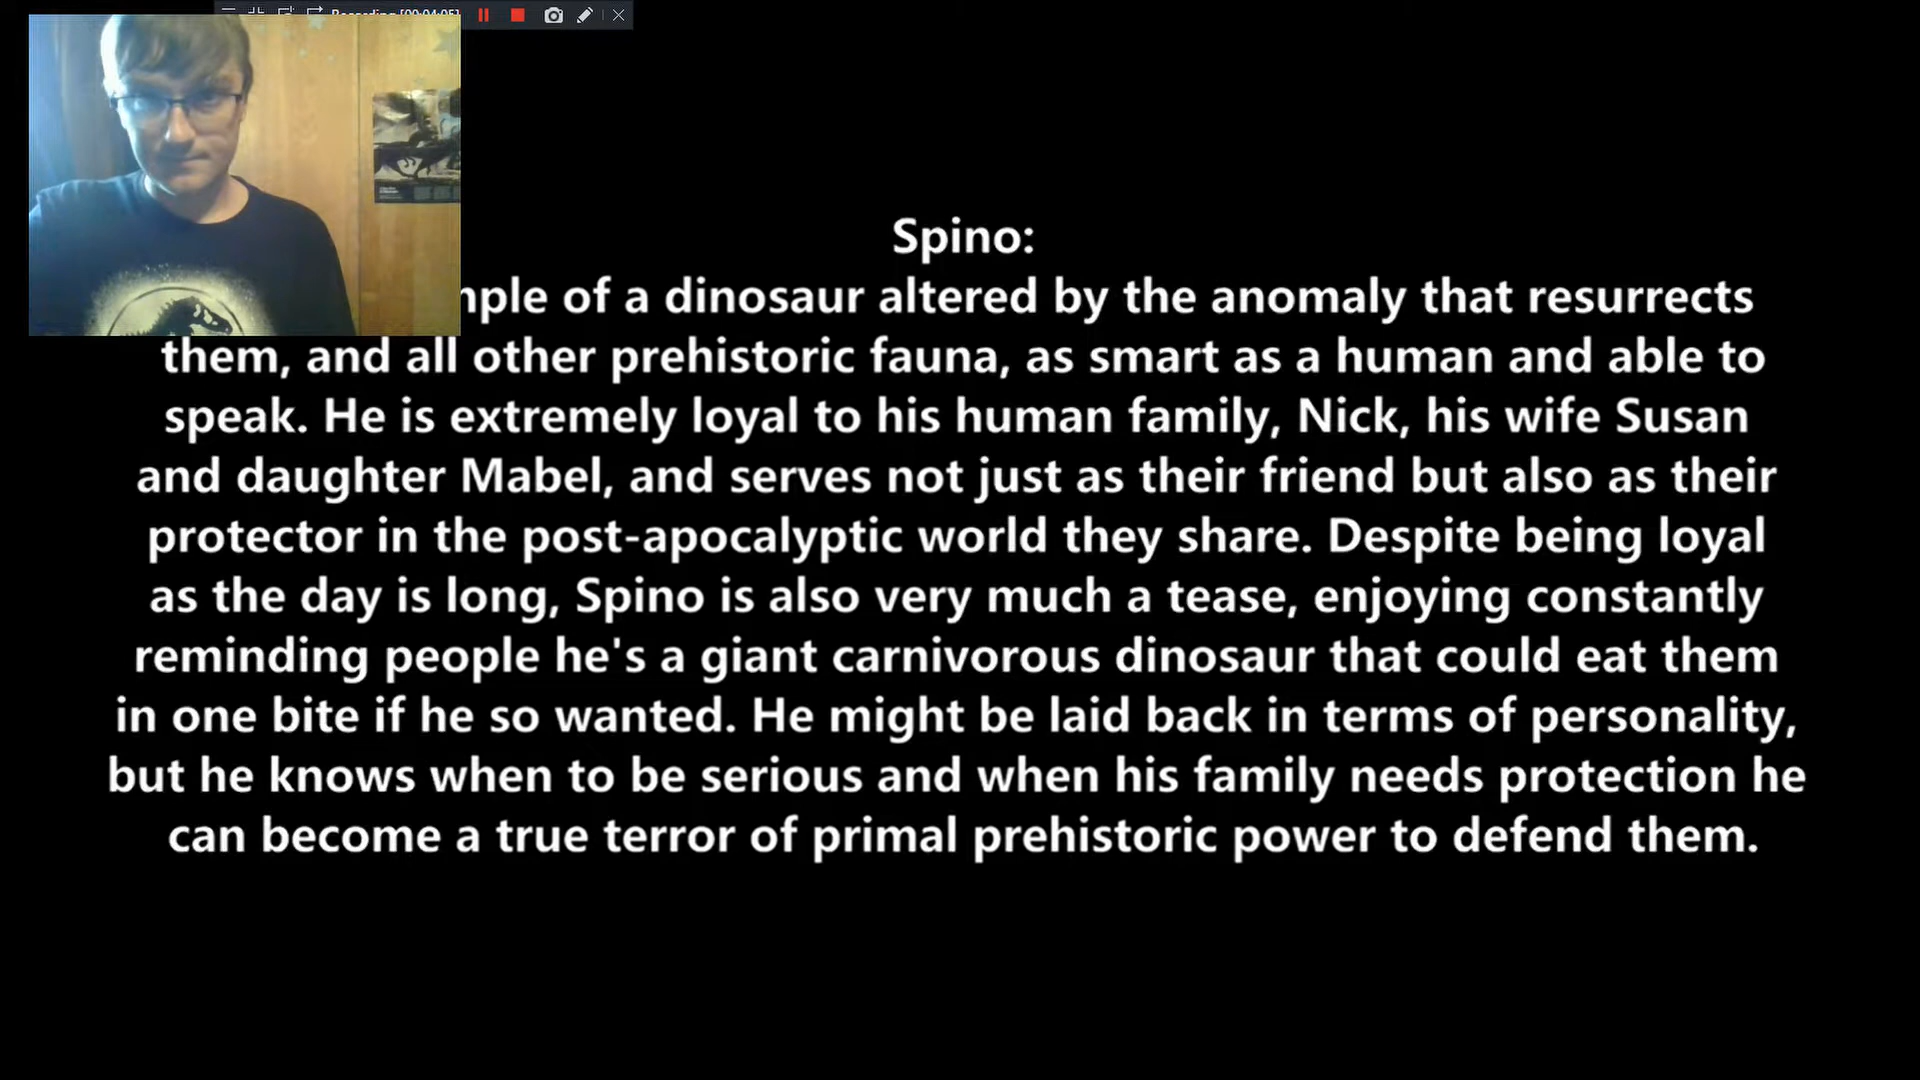 Spino:
of a dinosaur altered by the anomaly that resurrects
them, and all other prehistoric fauna, as smart as a human and able to
speak. He is extremely loyal to his human family, Nick, his wife Susan
and daughter Mabel, and serves not just as their friend but also as their
protector in the post-apocalyptic world they share. Despite being loyal
as the day is long, Spino is also very much a tease, enjoying constantly
reminding people he's a giant carnivorous dinosaur that could eat them
in one bite if he so wanted. He might be laid back in terms of personality,
but he knows when to be serious and when his family needs protection he
can become a true terror of primal prehistoric power to defend them.